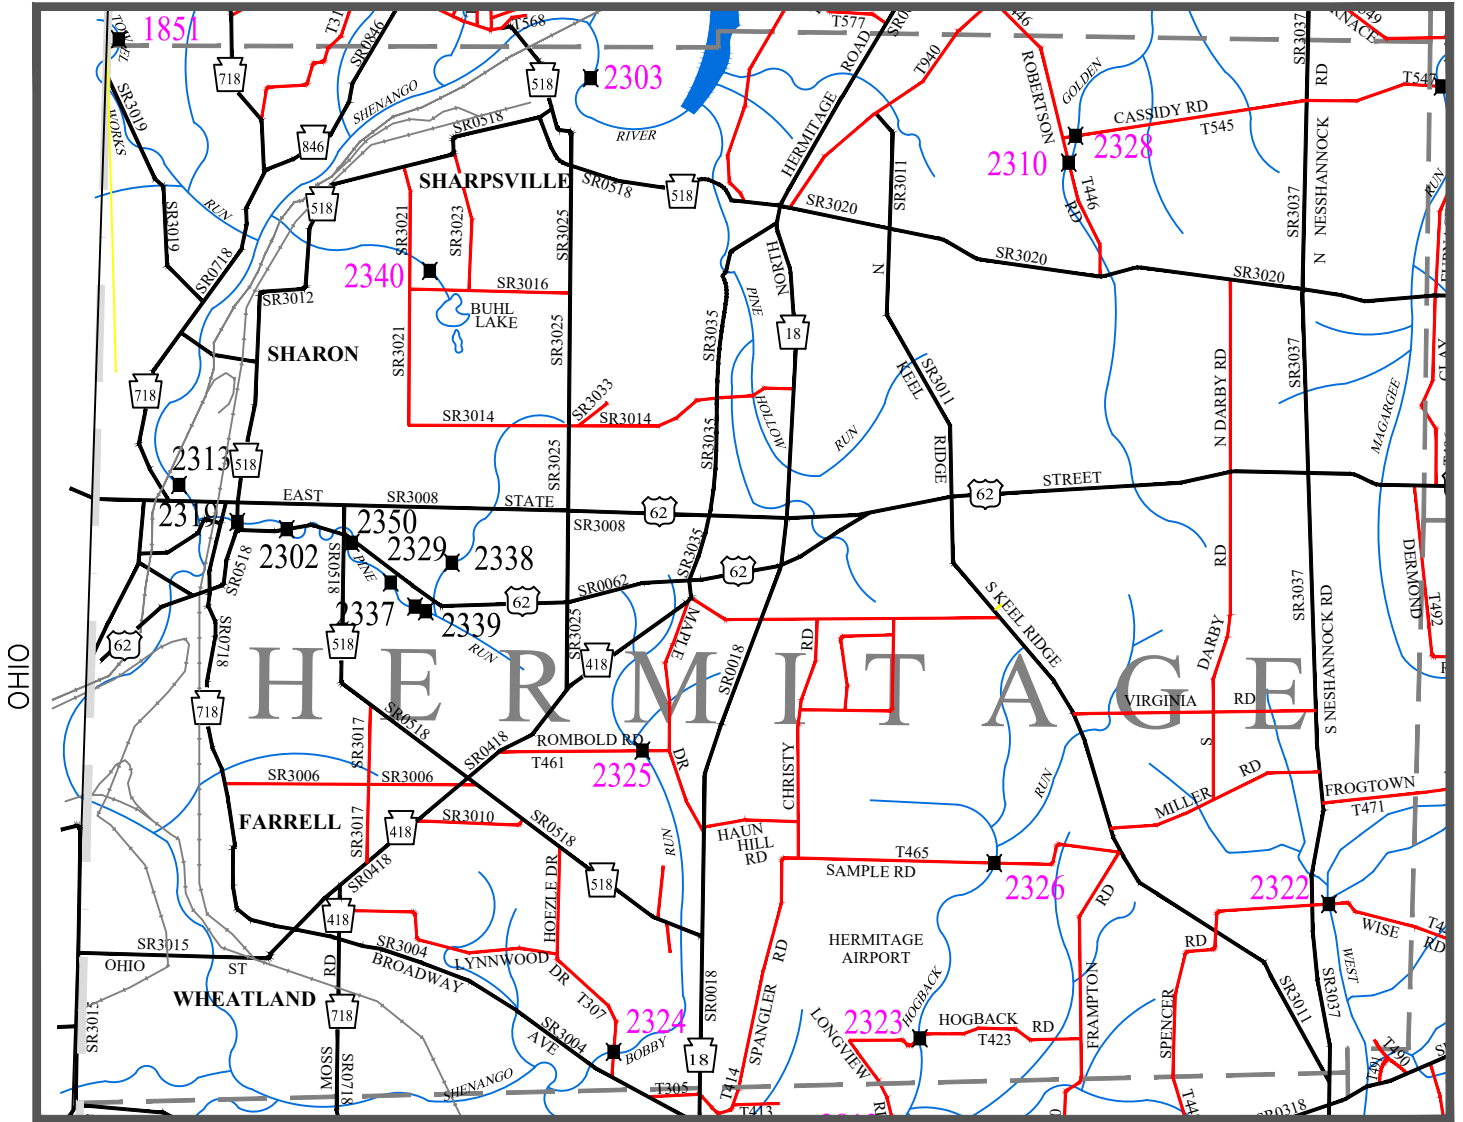 1851
TOWEL
WORKS
RUN
SR3019
SR3019
718
T31
SR0846
846
SHENANGO
T568
518
2303
RIVER
SR0518
SHARPSVILLE
SR0518
518
518
T577
HERMITAGE
ROAD
T940
T446
ROBERTSON
GOLDEN
CASSIDY RD
T545
2328
2310
T446
RD
SR3037
RD
N NESSHANNOCK
SR3037
N
T547
RUN
SR3011
SR3020
SR3020
SR3020
N
SR3021
SR3023
SR3025
2340
SR3016
BUHL
LAKE
SR0718
SR3012
SHARON
SR3021
SR3025
SR3035
NORTH
PINE
18
SR3011
KEEL
N DARBY RD
SR3037
MAGARGEE
718
SR3033
SR3014
SR3014
SR3035
HOLLOW
RUN
RIDGE
2313
518
SR3025
EAST
SR3008
STATE
SR3008
62
62
STREET
2319
2302
2350
2329
2338
SR0518
SR0518
PINE
SR3035
62
SR0062
62
RD
SR3037
DERMOND
T492
2337
2339
RUN
SR3025
S KEEL RIDGE
62
SR0718
518
418
MAPLE
RD
DARBY
S NESHANNOCK RD
OHIO
HERMITAGE
718
SR0018
VIRGINIA
RD
SR3017
SR0518
SR0418
ROMBOLD RD
T461
2325
DR
CHRISTY
S
SR3006
SR3006
RUN
MILLER
RD
FROGTOWN
T471
FARRELL
SR3017
418
SR3010
SR0518
HAUN
HILL
RD
RUN
T465
SAMPLE RD
2326
2322
SR0418
HOEZLE DR
518
RD
418
SR3004
BROADWAY
LYNNWOOD
DR
HERMITAGE
AIRPORT
RD
RD
WISE
RD
SR3015
OHIO
ST
RD
WHEATLAND
T307
SR0018
HOGBACK
WEST
SR3015
718
SR3004
AVE
2324
BOBBY
SPANGLER
LONGVIEW
2323
HOGBACK
RD
T423
FRAMPTON
SPENCER
SR3011
SR3037
T490
MOSS
SR0718
SHENANGO
T305
18
T414
T413
SR0318